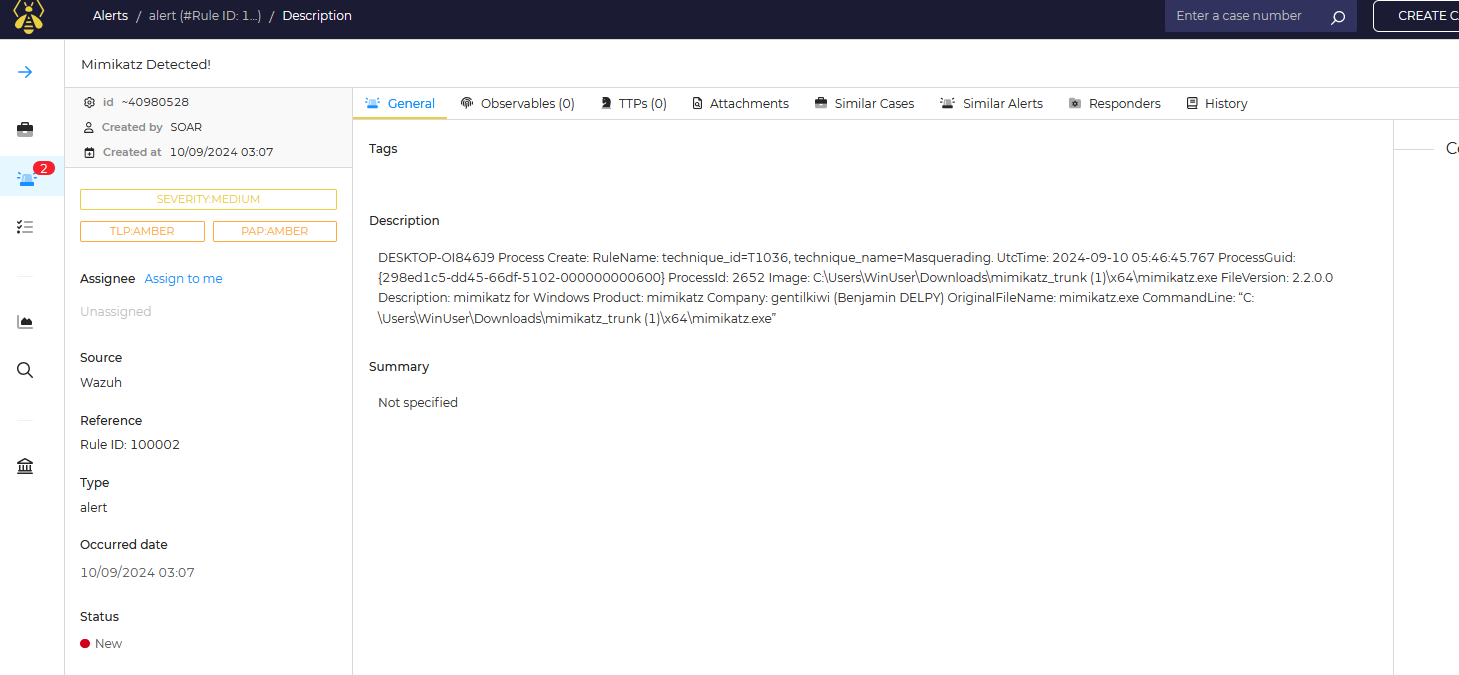 Alerts / alert (#Rule ID: 1...) / Description
Enter a case number
CREATE C
Mimikatz Detected!
id ~40980528
Created by SOAR
Created at 10/09/2024 03:07
General
Observables (0)
TTPs (0)
Attachments
Similar Cases
Similar Alerts
Responders
History
2
SEVERITY:MEDIUM
TLP:AMBER
PAP:AMBER
Assignee Assign to me
Unassigned
Source
Wazuh
Reference
Rule ID: 100002
Type
alert
Occurred date
10/09/2024 03:07
Status
New
Tags
Description
DESKTOP-OI846J9 Process Create: RuleName: technique_id=T1036, technique_name=Masquerading. UtcTime: 2024-09-10 05:46:45.767 ProcessGuid:
{298ed1c5-dd45-66df-5102-000000000600} ProcessId: 2652 Image: C:\Users\WinUser\Downloads\mimikatz_trunk (1)\x64\mimikatz.exe FileVersion: 2.2.0.0
Description: mimikatz for Windows Product: mimikatz Company: gentilkiwi (Benjamin DELPY) OriginalFileName: mimikatz.exe CommandLine: “C:
\Users\WinUser\Downloads\mimikatz_trunk (1)\x64\mimikatz.exe”
Summary
Not specified